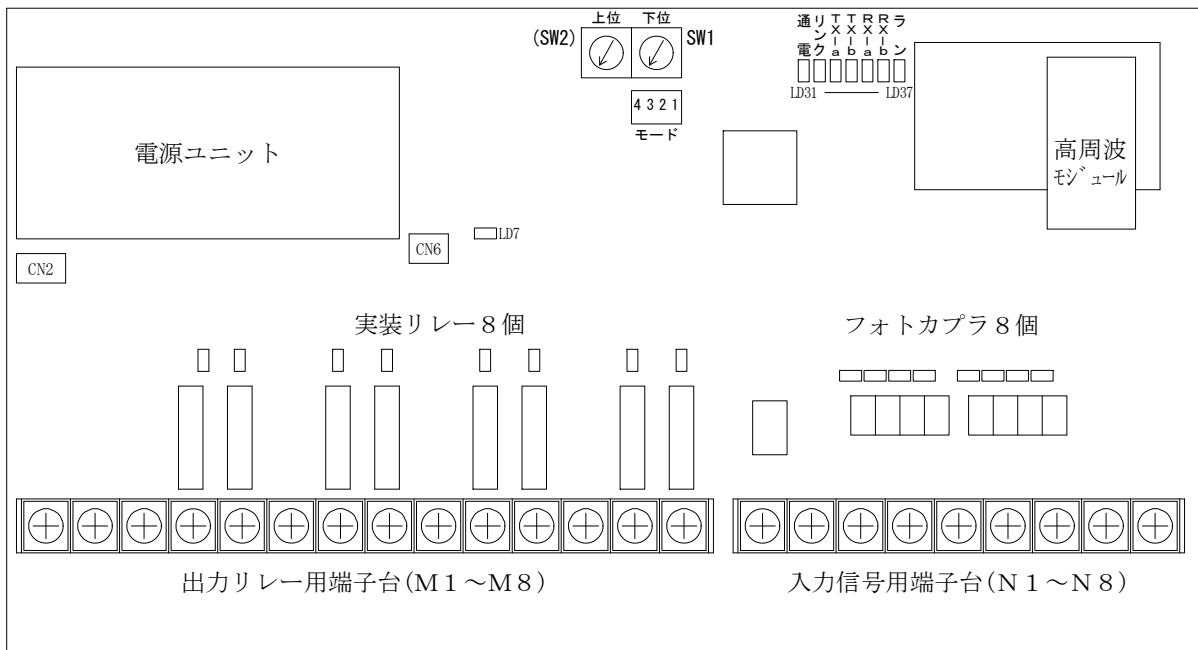 上位 下位
(SW2) SW1
4 3 2 1
モード
通電
リンク
TX-a
TX-b
RX-a
RX-b
ラン
LD31 LD37
電源ユニット
高周波
モジュール
CN2
CN6
LD7
実装リレー8個
フォトカプラ8個
出力リレー用端子台(M1～M8)
入力信号用端子台(N1～N8)